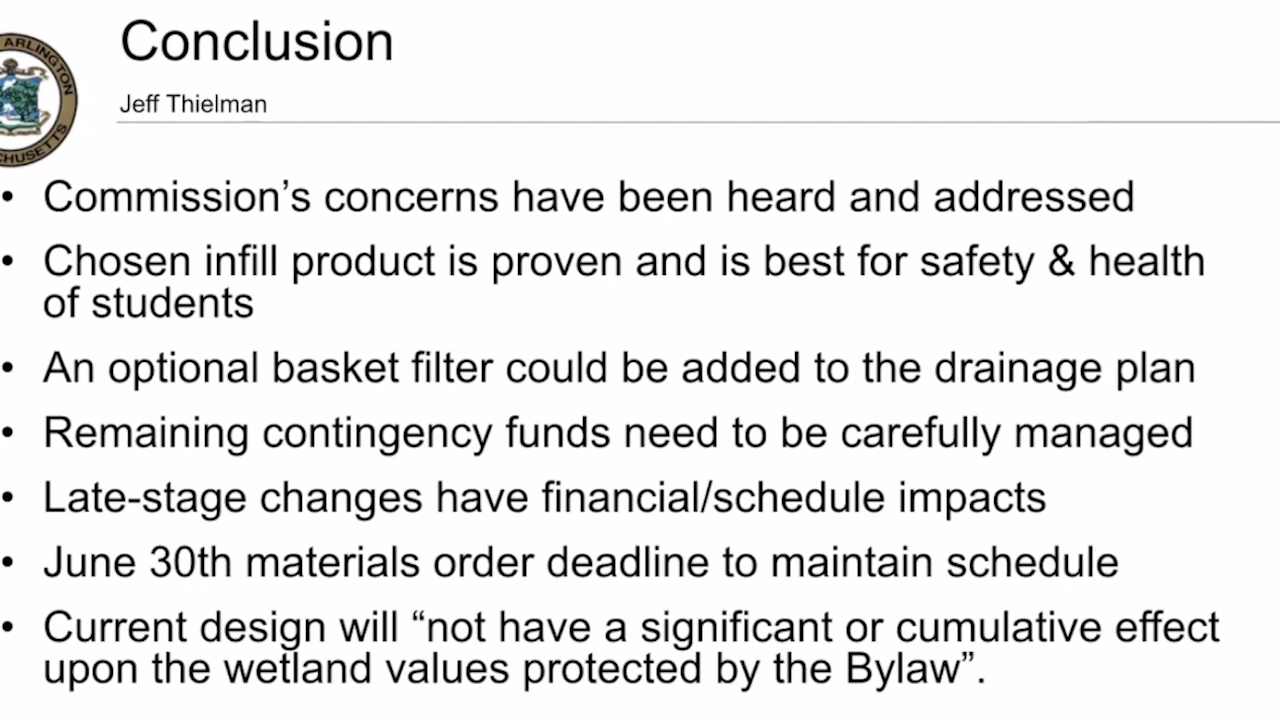 ARLINGTON
CHUSETTS
Conclusion
Jeff Thielman
• Commission’s concerns have been heard and addressed
• Chosen infill product is proven and is best for safety & health
of students
• An optional basket filter could be added to the drainage plan
• Remaining contingency funds need to be carefully managed
• Late-stage changes have financial/schedule impacts
• June 30th materials order deadline to maintain schedule
• Current design will “not have a significant or cumulative effect
upon the wetland values protected by the Bylaw”.